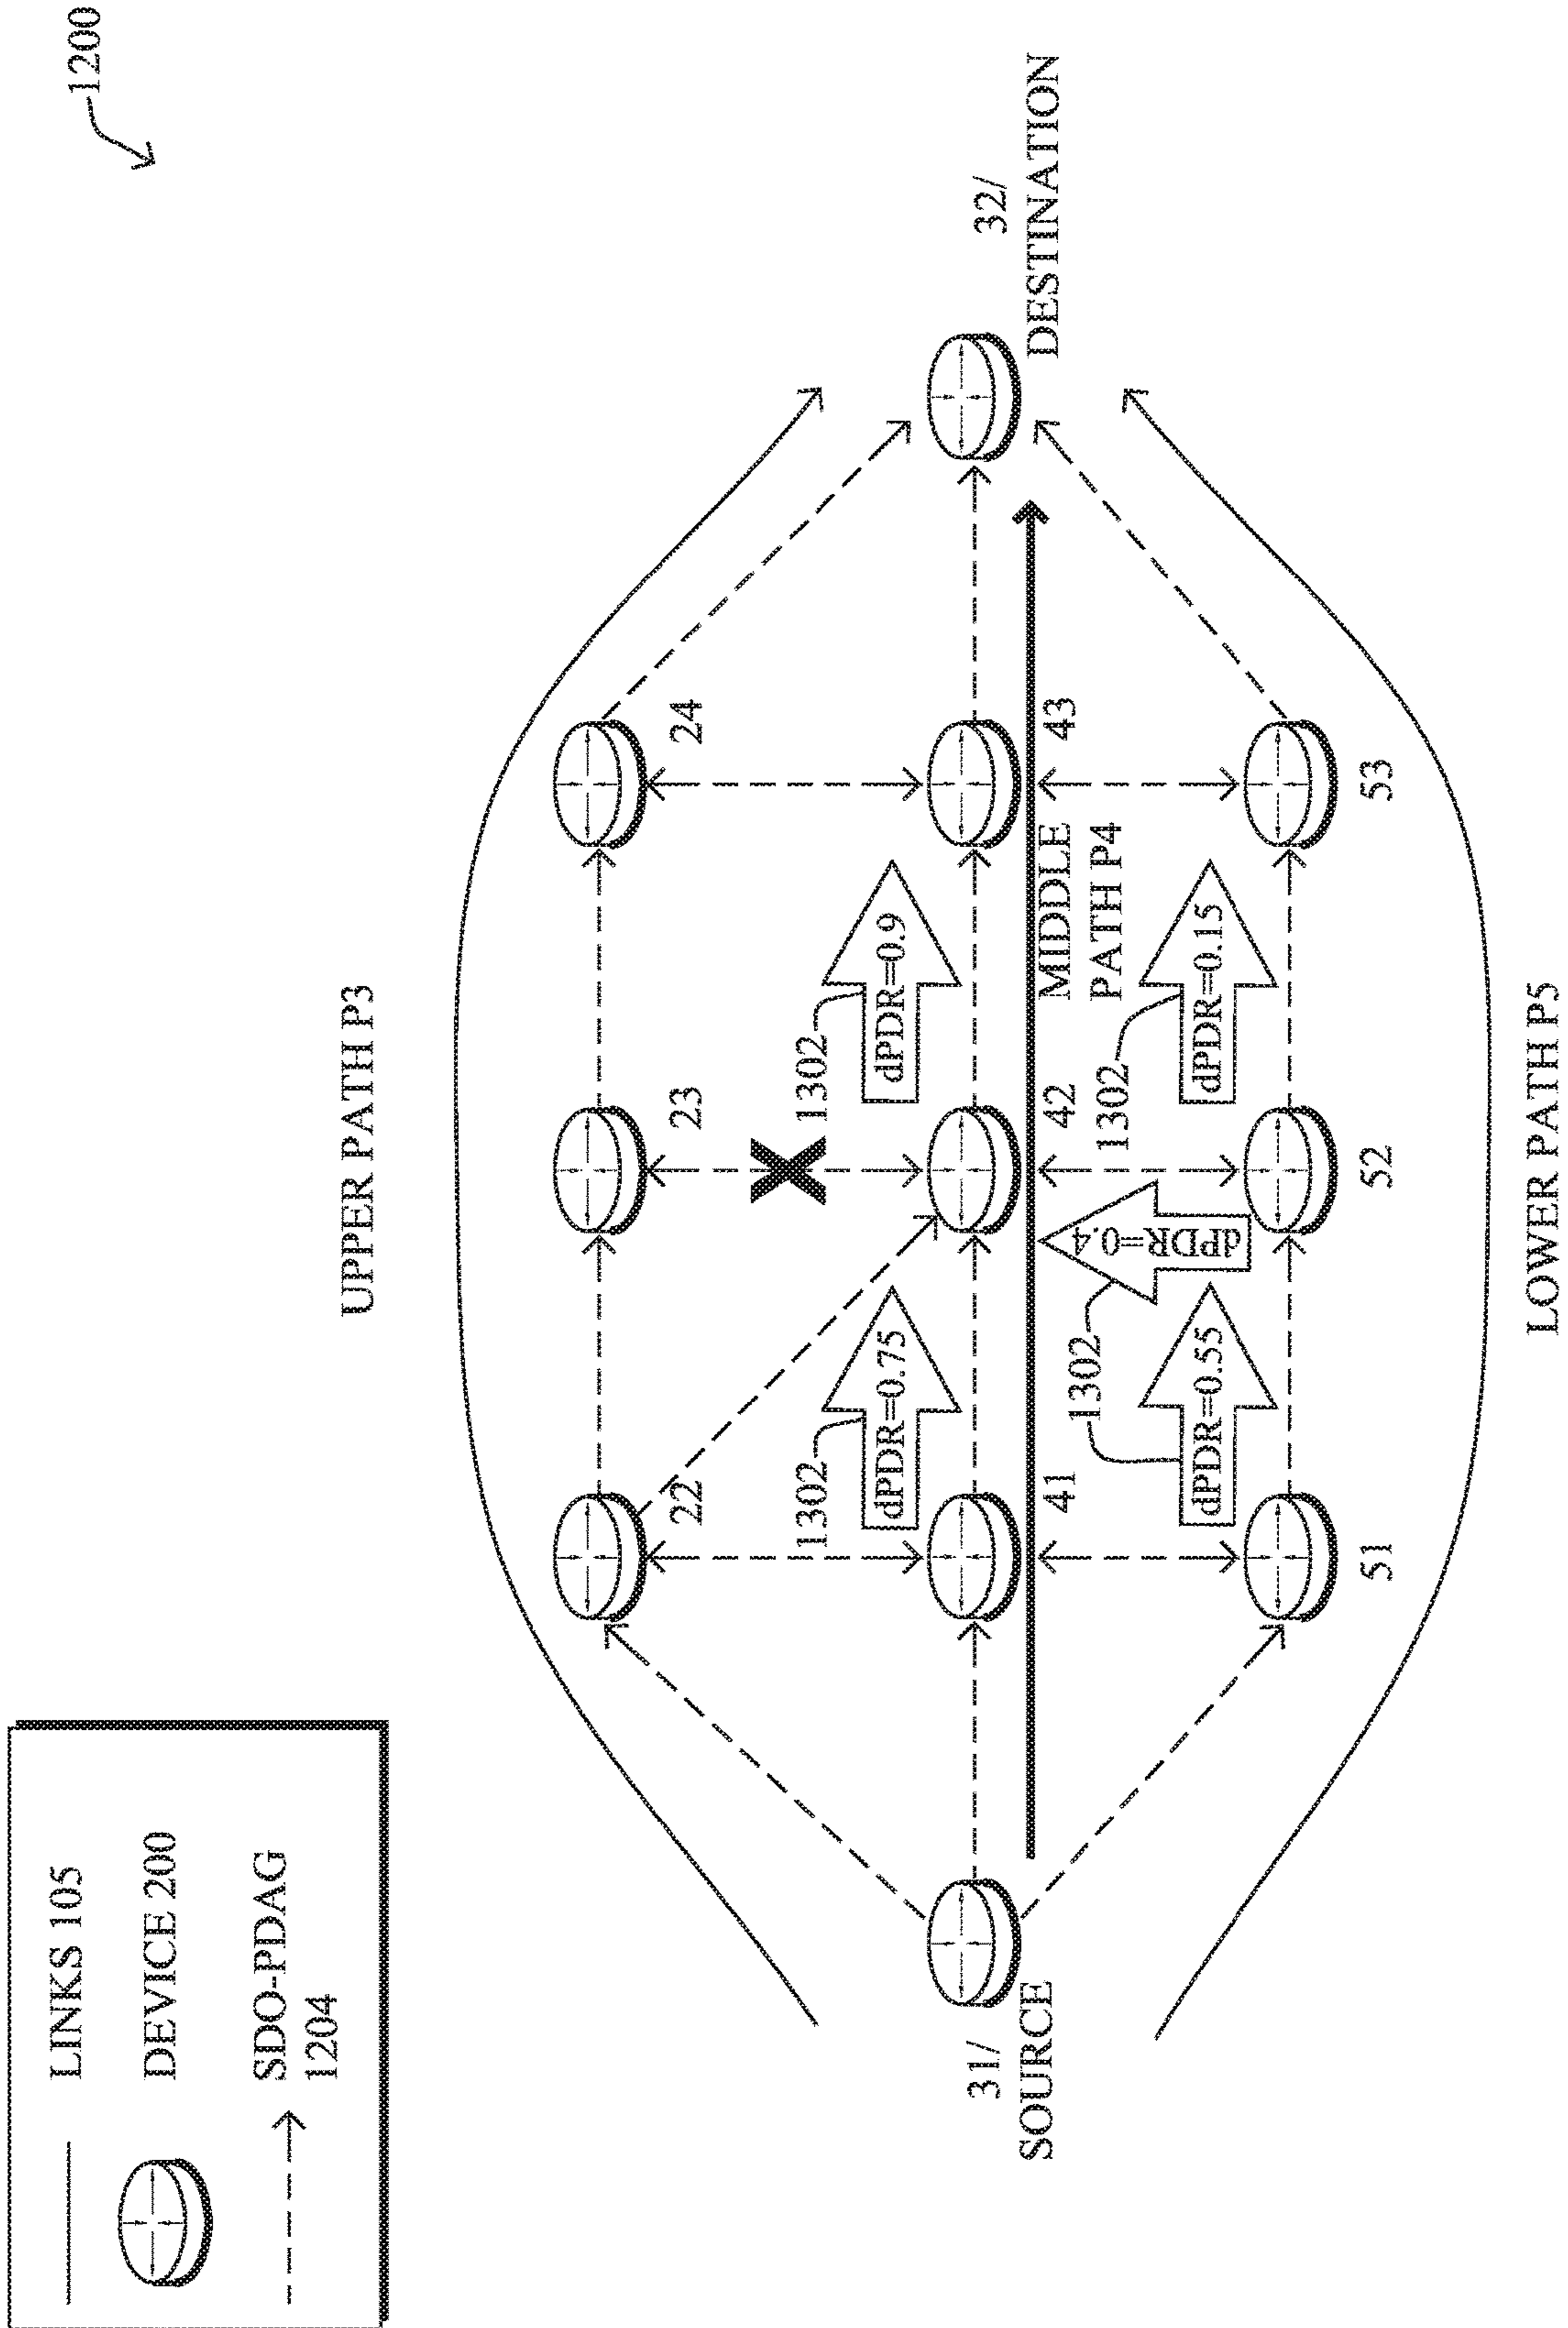 1200
LINKS 105
DEVICE 200
SDO-PDAG
1204
UPPER PATH P3
22
23
24
1302
dPDR=0.75
1302
dPDR=0.9
31/
SOURCE
41
42
43
32/
DESTINATION
MIDDLE
PATH P4
1302
dPDR=0.55
dPDR=0.4
1302
dPDR=0.15
51
52
53
LOWER PATH P5